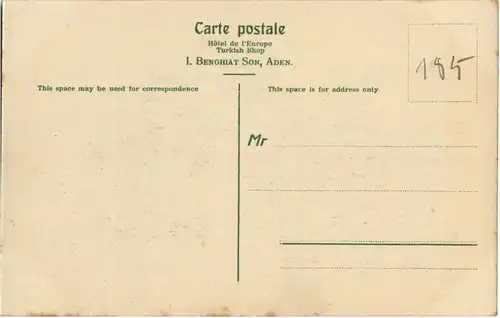 Carte postale
Hôtel de l'Europe
Turkish Shop
I. BENGHIAT SON, ADEN.
This space may be used for correspondence
This space is for address only.
185
Mr